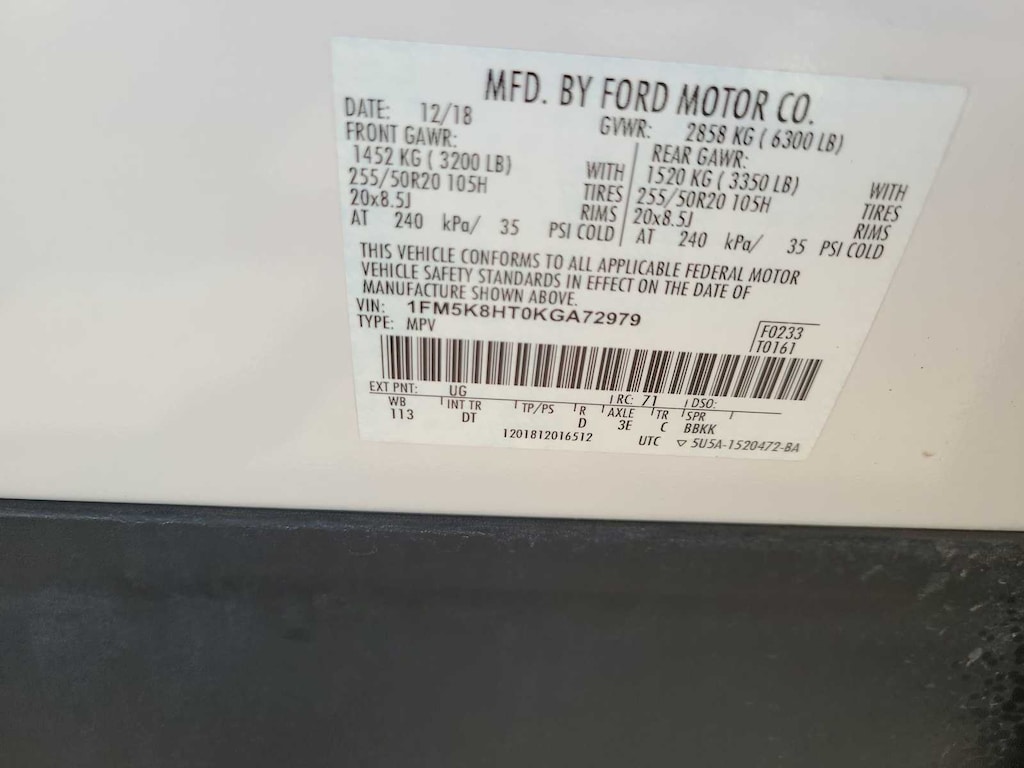 MFD. BY FORD MOTOR CO.
DATE: 12/18 GVWR: 2858 KG ( 6300 LB)
FRONT GAWR: REAR GAWR:
1452 KG ( 3200 LB) WITH 1520 KG ( 3350 LB) WITH
255/50R20 105H TIRES 255/50R20 105H TIRES
20x8.5J RIMS 20x8.5J RIMS
AT 240 kPa/ 35 PSI COLD AT 240 kPa/ 35 PSI COLD
THIS VEHICLE CONFORMS TO ALL APPLICABLE FEDERAL MOTOR
VEHICLE SAFETY STANDARDS IN EFFECT ON THE DATE OF
MANUFACTURE SHOWN ABOVE.
VIN: 1FM5K8HT0KGA72979
TYPE: MPV
F0233
T0161
EXT PNT: UG RC: 71 DSO:
WB INT TR TP/PS R AXLE TR SPR
113 DT D 3E C BBKK
1201812016512 UTC ▽ 5U5A-1520472-BA